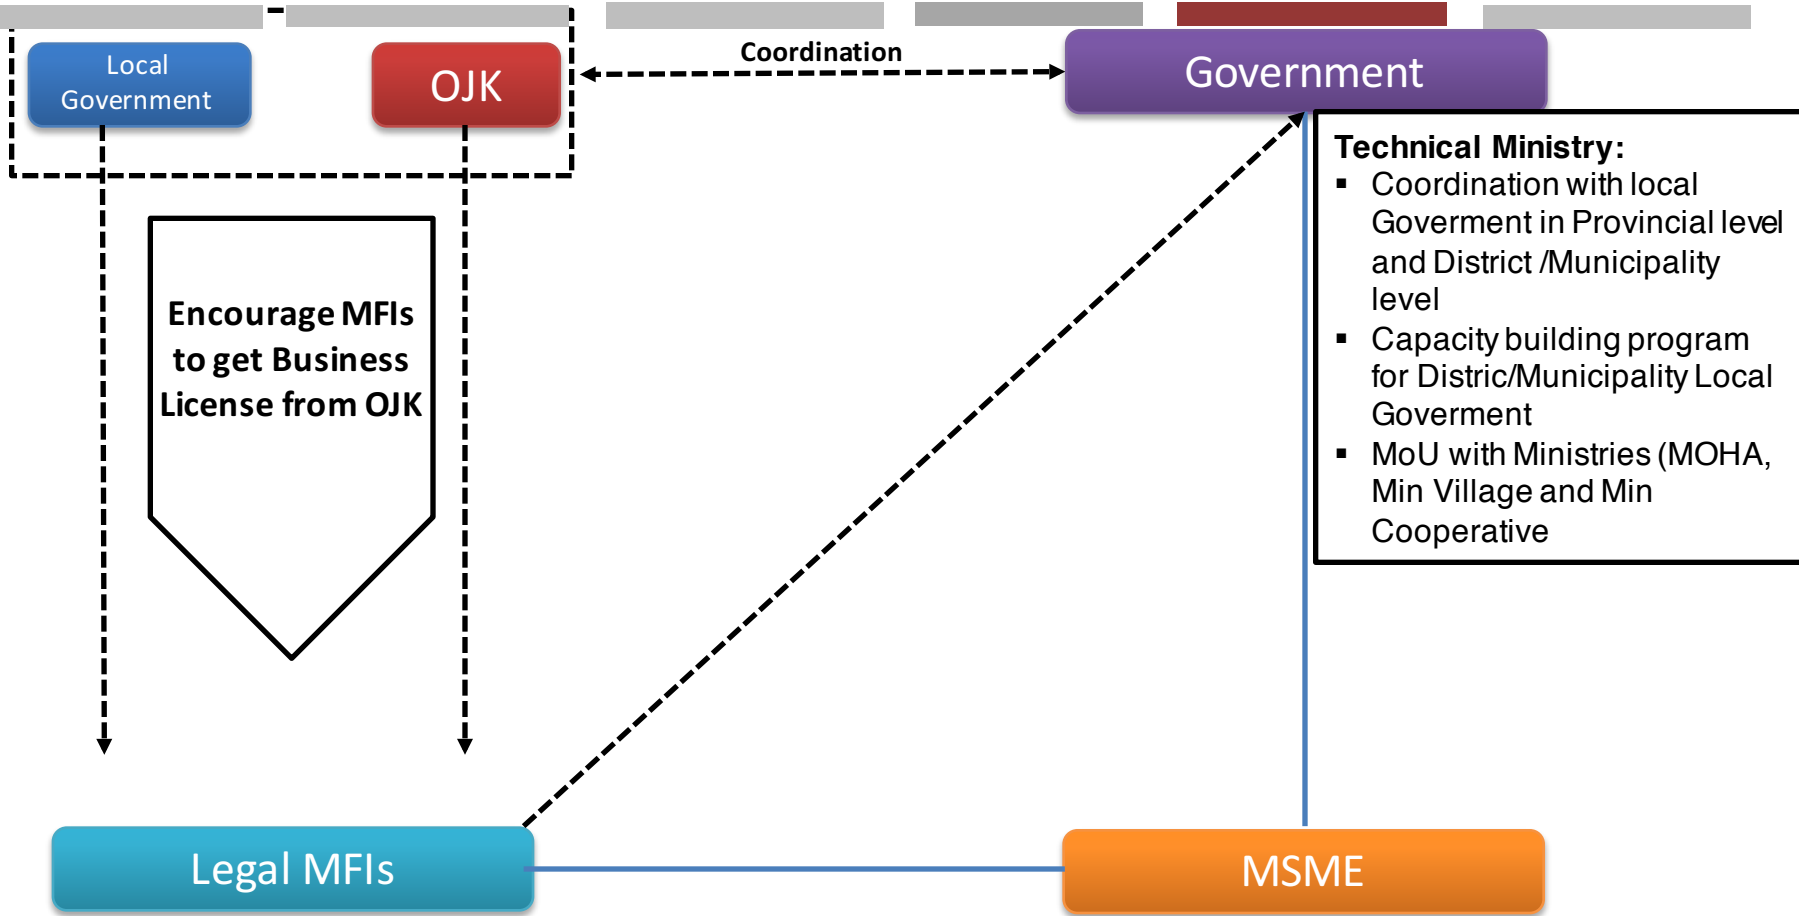 Local
Government
OJK
Coordination
Government
Technical Ministry:
▪ Coordination with local
Goverment in Provincial level
and District /Municipality
level
▪ Capacity building program
for Distric/Municipality Local
Goverment
▪ MoU with Ministries (MOHA,
Min Village and Min
Cooperative
Encourage MFIs
to get Business
License from OJK
Legal MFIs
MSME